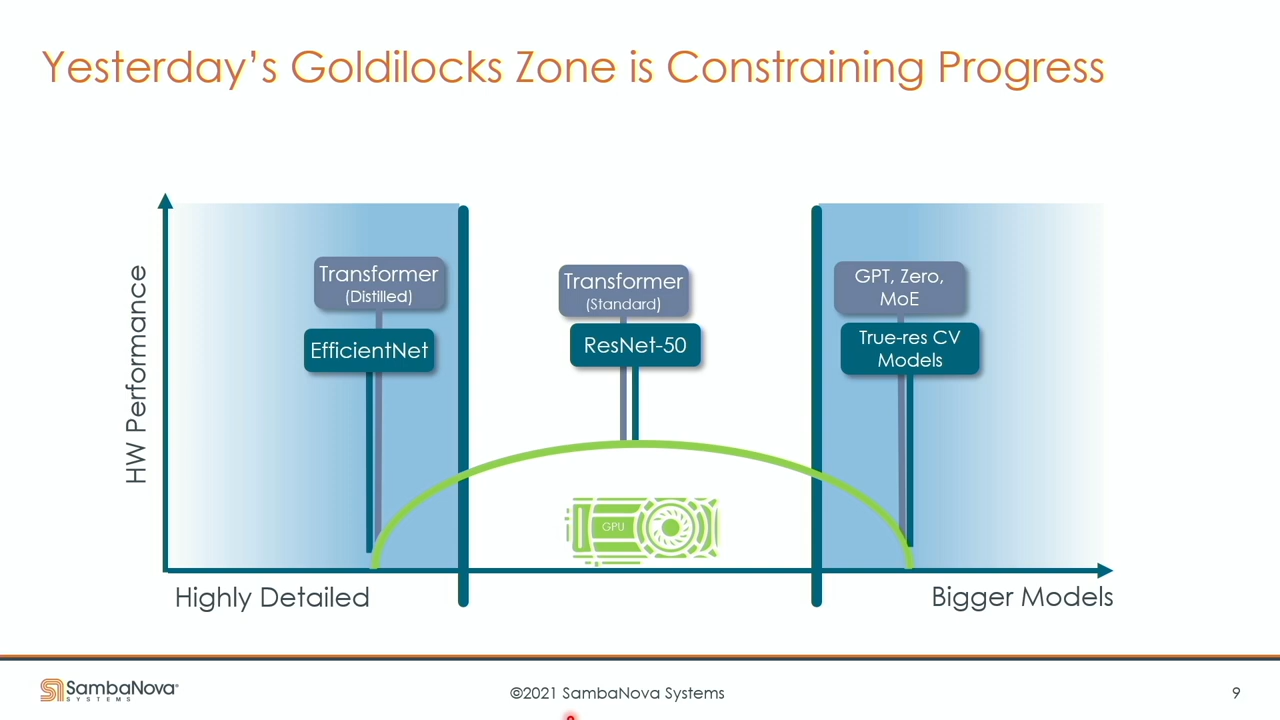 Yesterday's Goldilocks Zone is Constraining Progress
HW Performance
Transformer
(Distilled)
EfficientNet
Transformer
(Standard)
ResNet-50
GPT, Zero,
MoE
True-res CV
Models
GPU
Highly Detailed
Bigger Models
SambaNova
SYSTEMS
©2021 SambaNova Systems
9